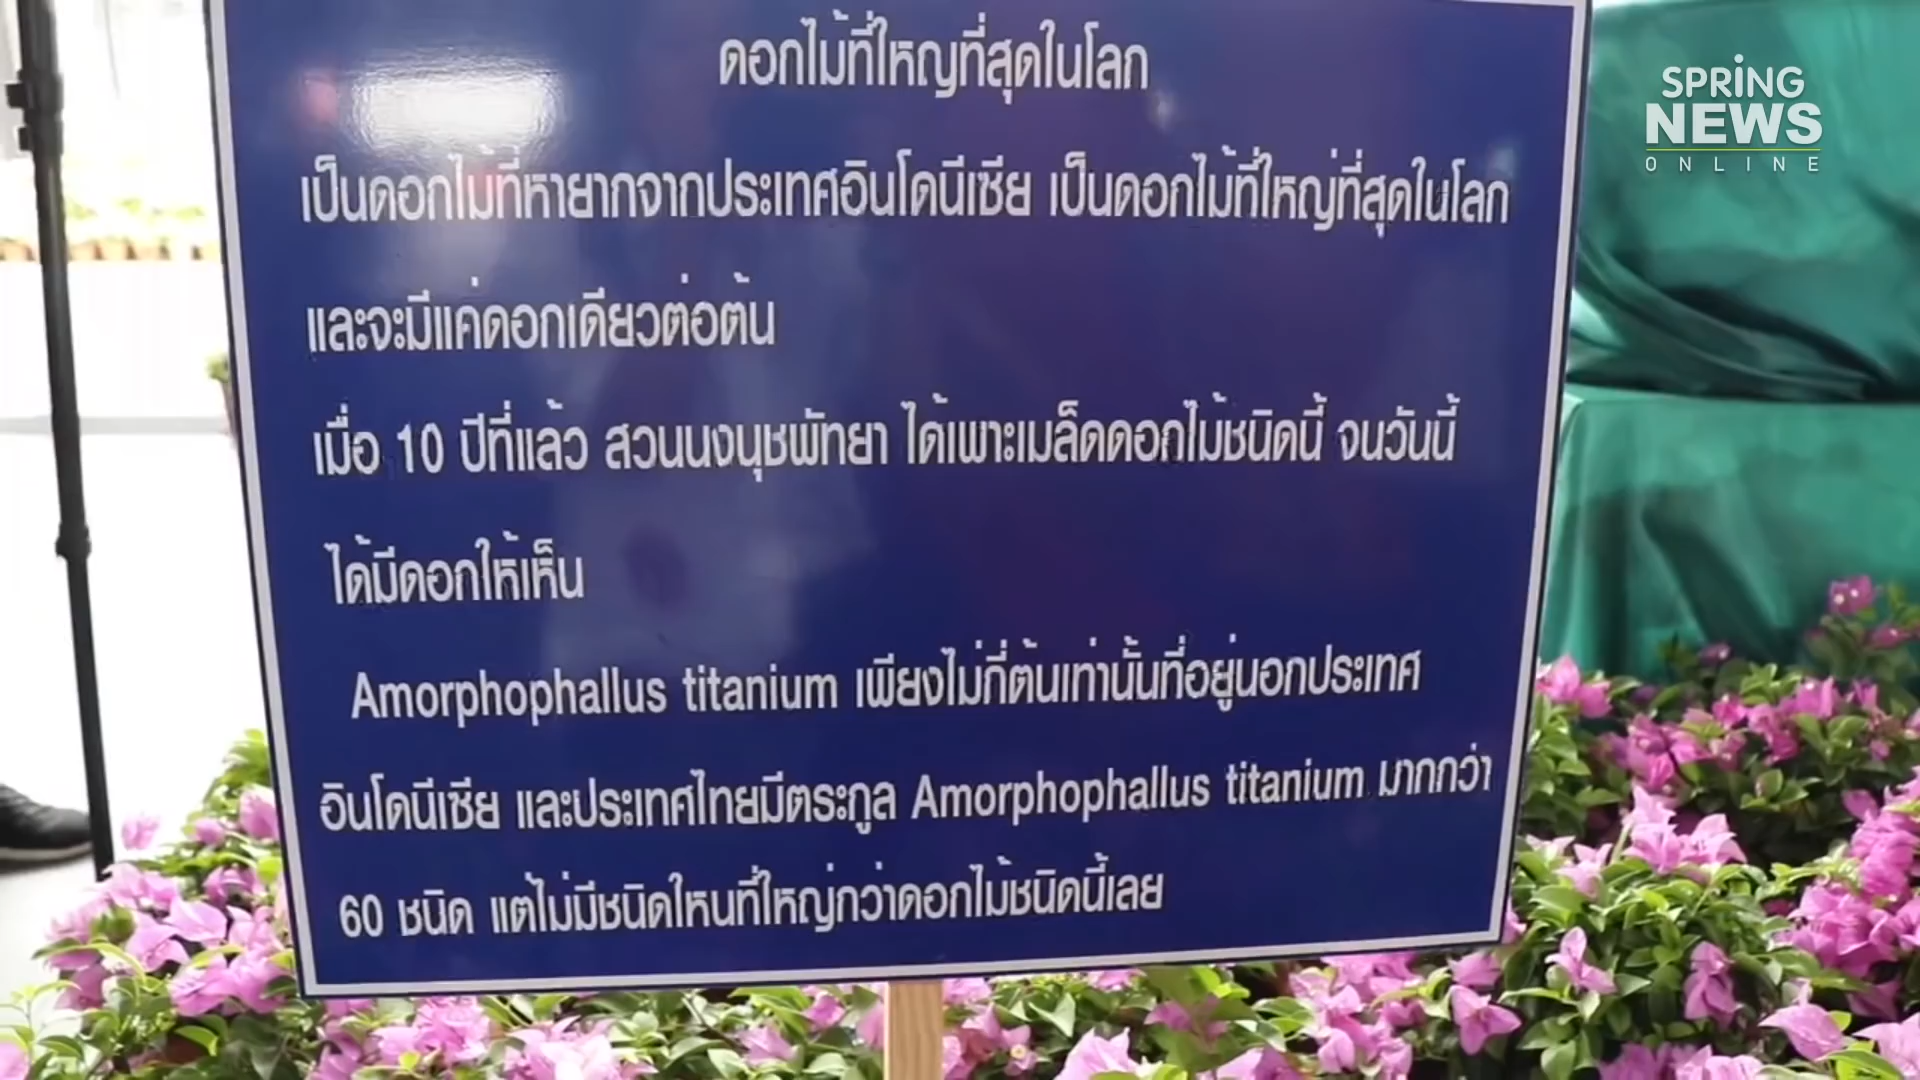 ดอกไม้ที่ใหญ่ที่สุดในโลก
เป็นดอกไม้ที่หายากจากประเทศอินโดนีเซีย เป็นดอกไม้ที่ใหญ่ที่สุดในโลก
และจะมีแค่ดอกเดียวต่อต้น
เมื่อ 10 ปีที่แล้ว สวนนงนุชพัทยา ได้เพาะเมล็ดดอกไม้ชนิดนี้ จนวันนี้
ได้มีดอกให้เห็น
Amorphophallus titanium เพียงไม่กี่ต้นเท่านั้นที่อยู่นอกประเทศ
อินโดนีเซีย และประเทศไทยมีตระกูล Amorphophallus titanium มากกว่า
60 ชนิด แต่ไม่มีชนิดใหนที่ใหญ่กว่าดอกไม้ชนิดนี้เลย
SPRiNG
NEWS
ONLINE